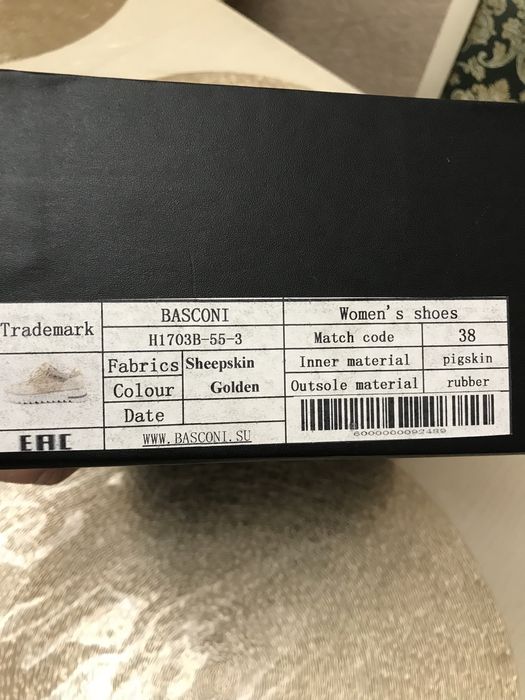 Trademark
BASCONI
H1703B-55-3
Women's shoes
Match code 38
Fabrics Sheepskin
Inner material pigskin
Colour Golden
Outsole material rubber
Date
EAC
WWW.BASCONI.SU
6000000092489